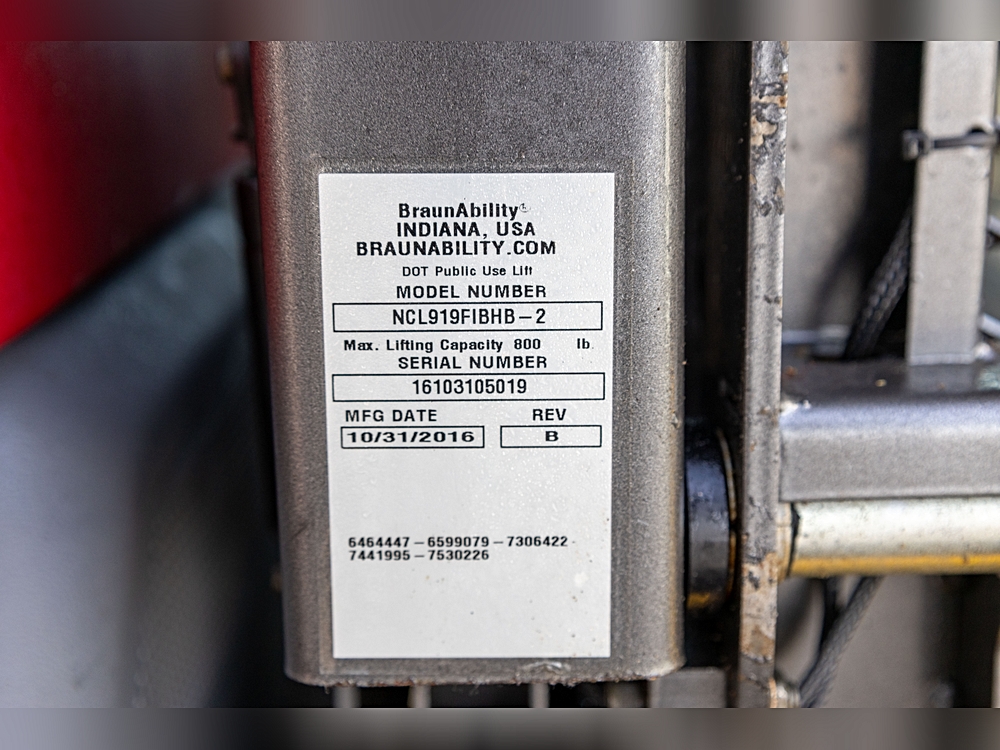 BraunAbility®
INDIANA, USA
BRAUNABILITY.COM
DOT Public Use Lift
MODEL NUMBER
NCL919FIBHB-2
Max. Lifting Capacity 800 lb.
SERIAL NUMBER
16103105019
MFG DATE REV
10/31/2016 B
6464447-6599079-7306422-
7441995-7530226